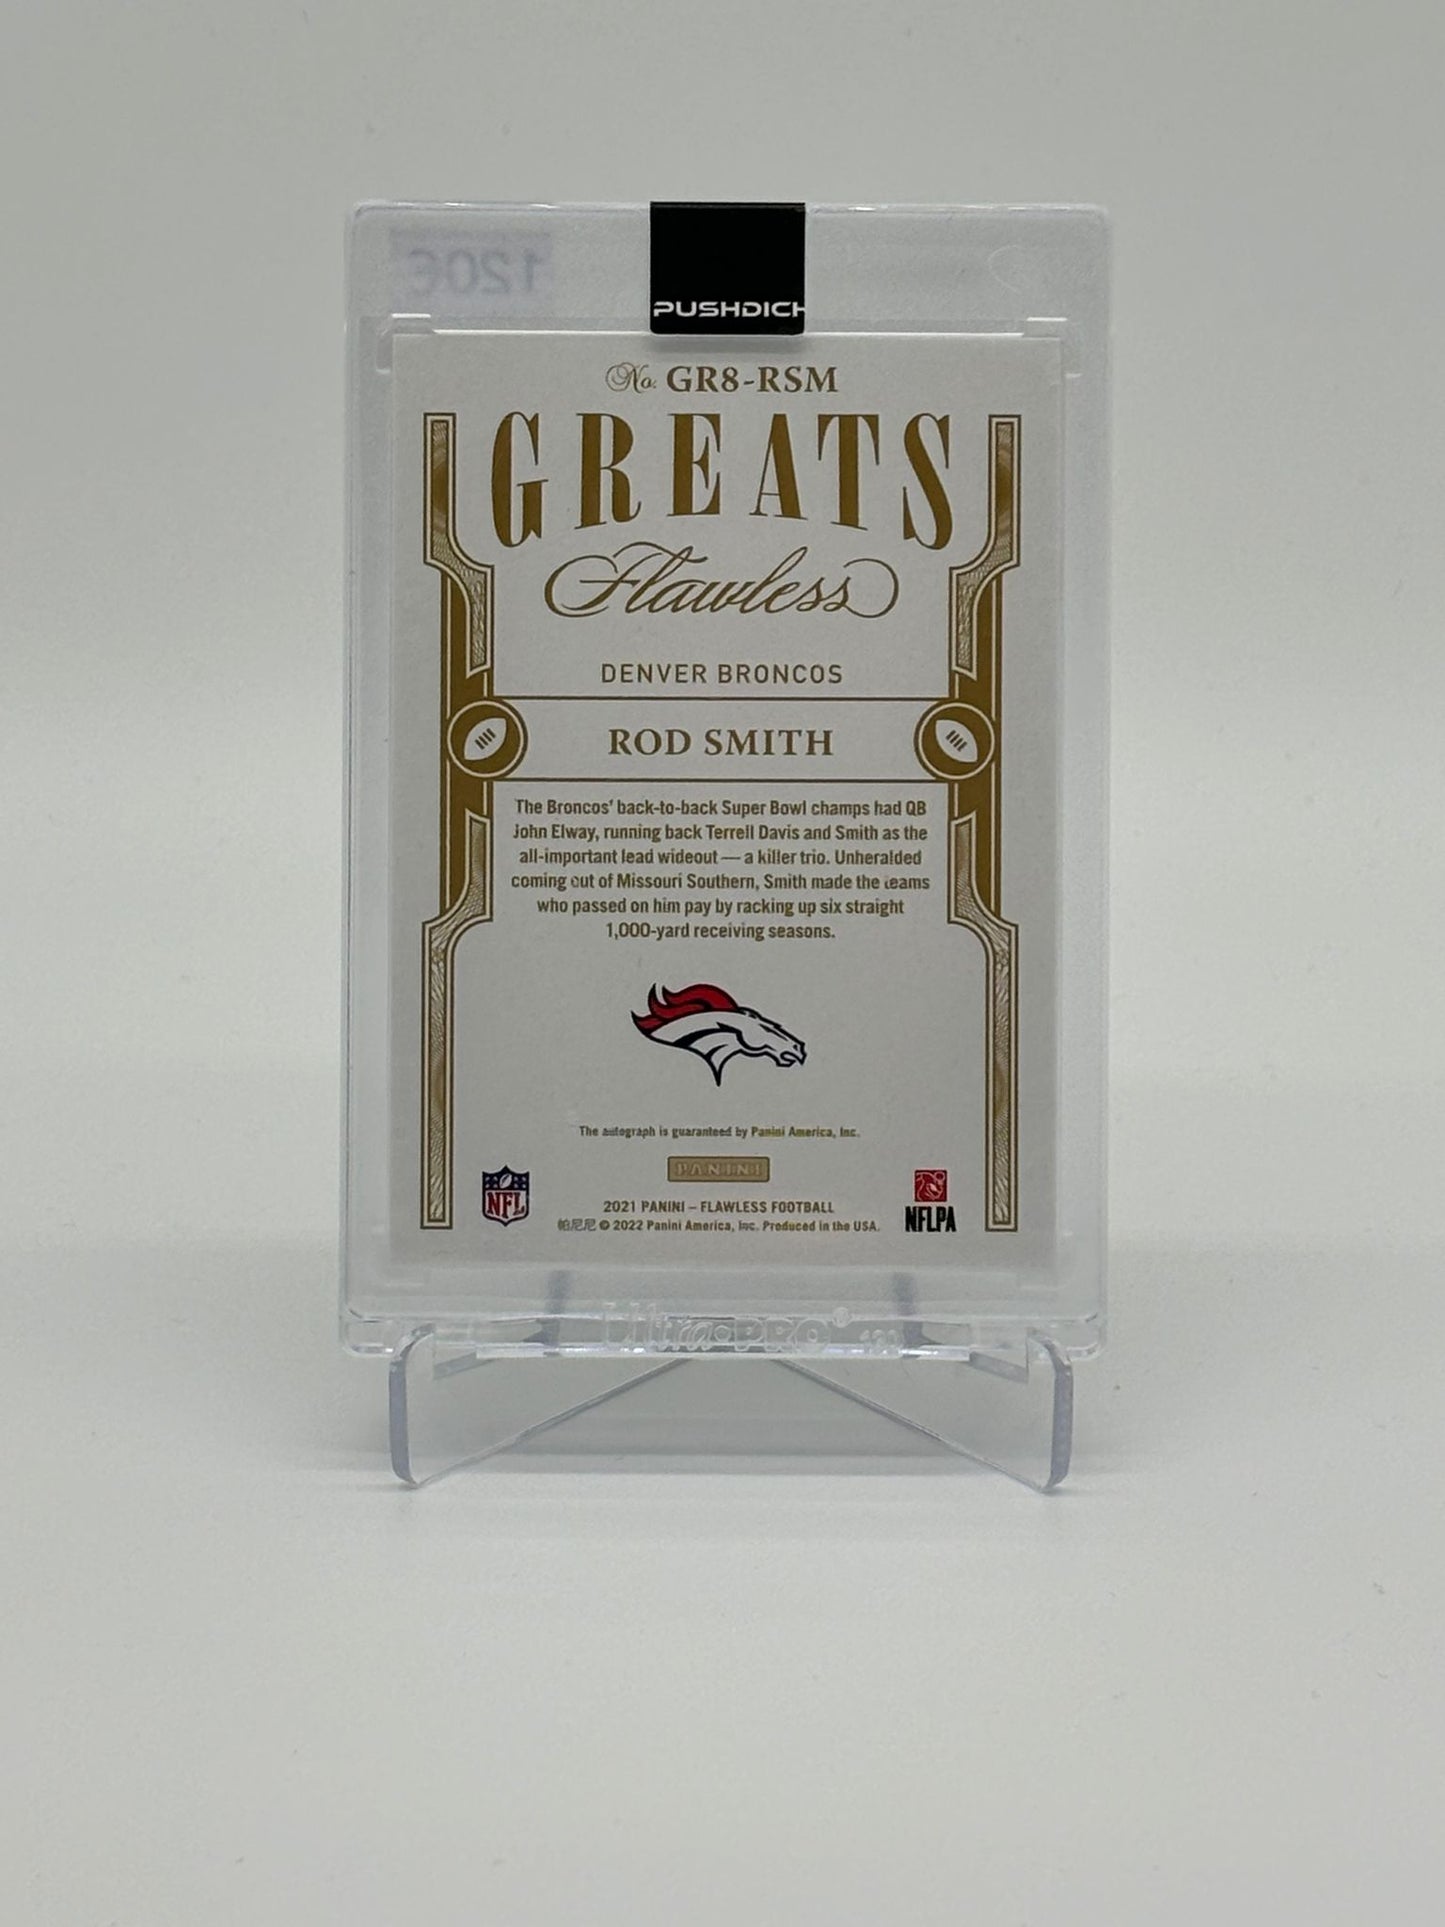 120€
PUSHDICH
No. GR8-RSM
GREATS
Flawless
DENVER BRONCOS
ROD SMITH
The Broncos' back-to-back Super Bowl champs had QB
John Elway, running back Terrell Davis and Smith as the
all-important lead wideout — a killer trio. Unheralded
coming out of Missouri Southern, Smith made the teams
who passed on him pay by racking up six straight
1,000-yard receiving seasons.
The autograph is guaranteed by Panini America, Inc.
PANINI
NFL
2021 PANINI – FLAWLESS FOOTBALL
帕尼尼 © 2022 Panini America, Inc. Produced in the USA.
NFLPA
Ultra•PRO®